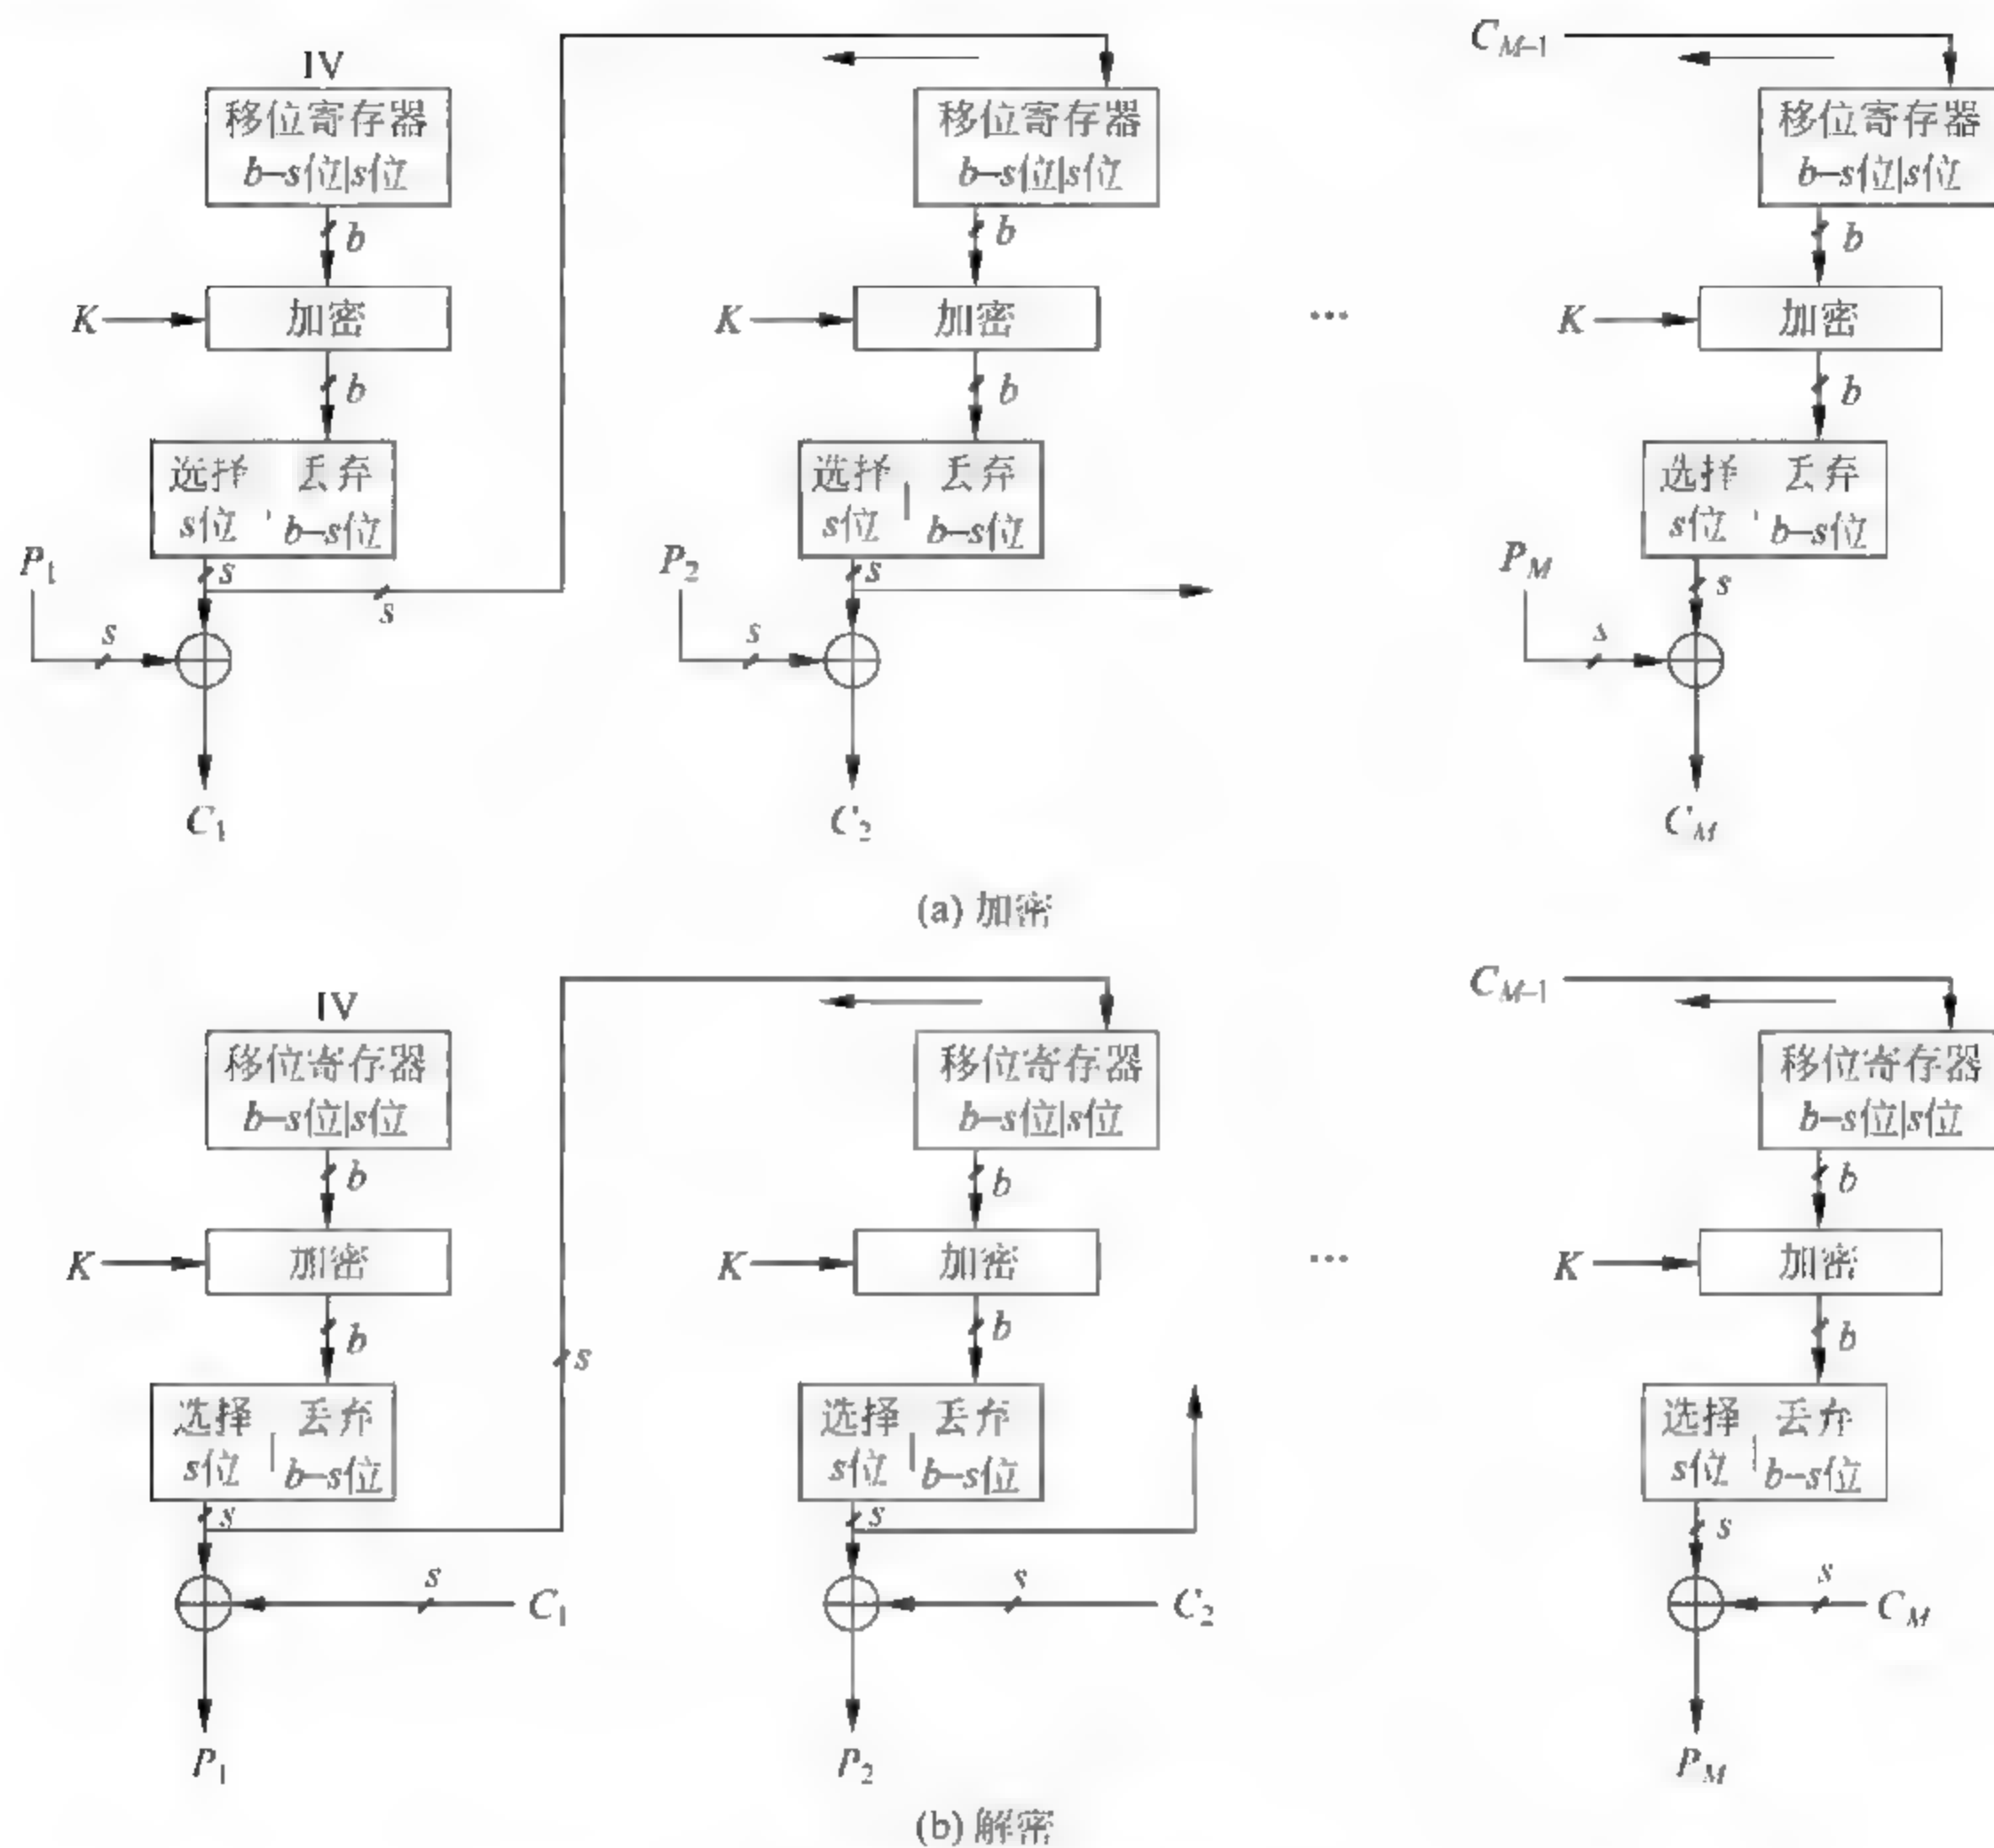 IV
C_{M-1}
移位寄存器
b-s位|s位
移位寄存器
b-s位|s位
移位寄存器
b-s位|s位
b
b
b
K
加密
K
加密
...
K
加密
b
b
b
选择 丢弃
s位 b-s位
选择 | 丢弃
s位 b-s位
选择 丢弃
s位 b-s位
P_1
s
s
s
P_2
s
s
P_M
s
s
C_1
C_2
C_M
(a) 加密
IV
C_{M-1}
移位寄存器
b-s位|s位
移位寄存器
b-s位|s位
移位寄存器
b-s位|s位
b
b
b
K
加密
K
加密
...
K
加密
b
b
b
s
选择 | 丢弃
s位 b-s位
选择 | 丢弃
s位 b-s位
选择 | 丢弃
s位 b-s位
s
s
s
s
C_1
s
C_2
s
C_M
P_1
P_2
P_M
(b) 解密